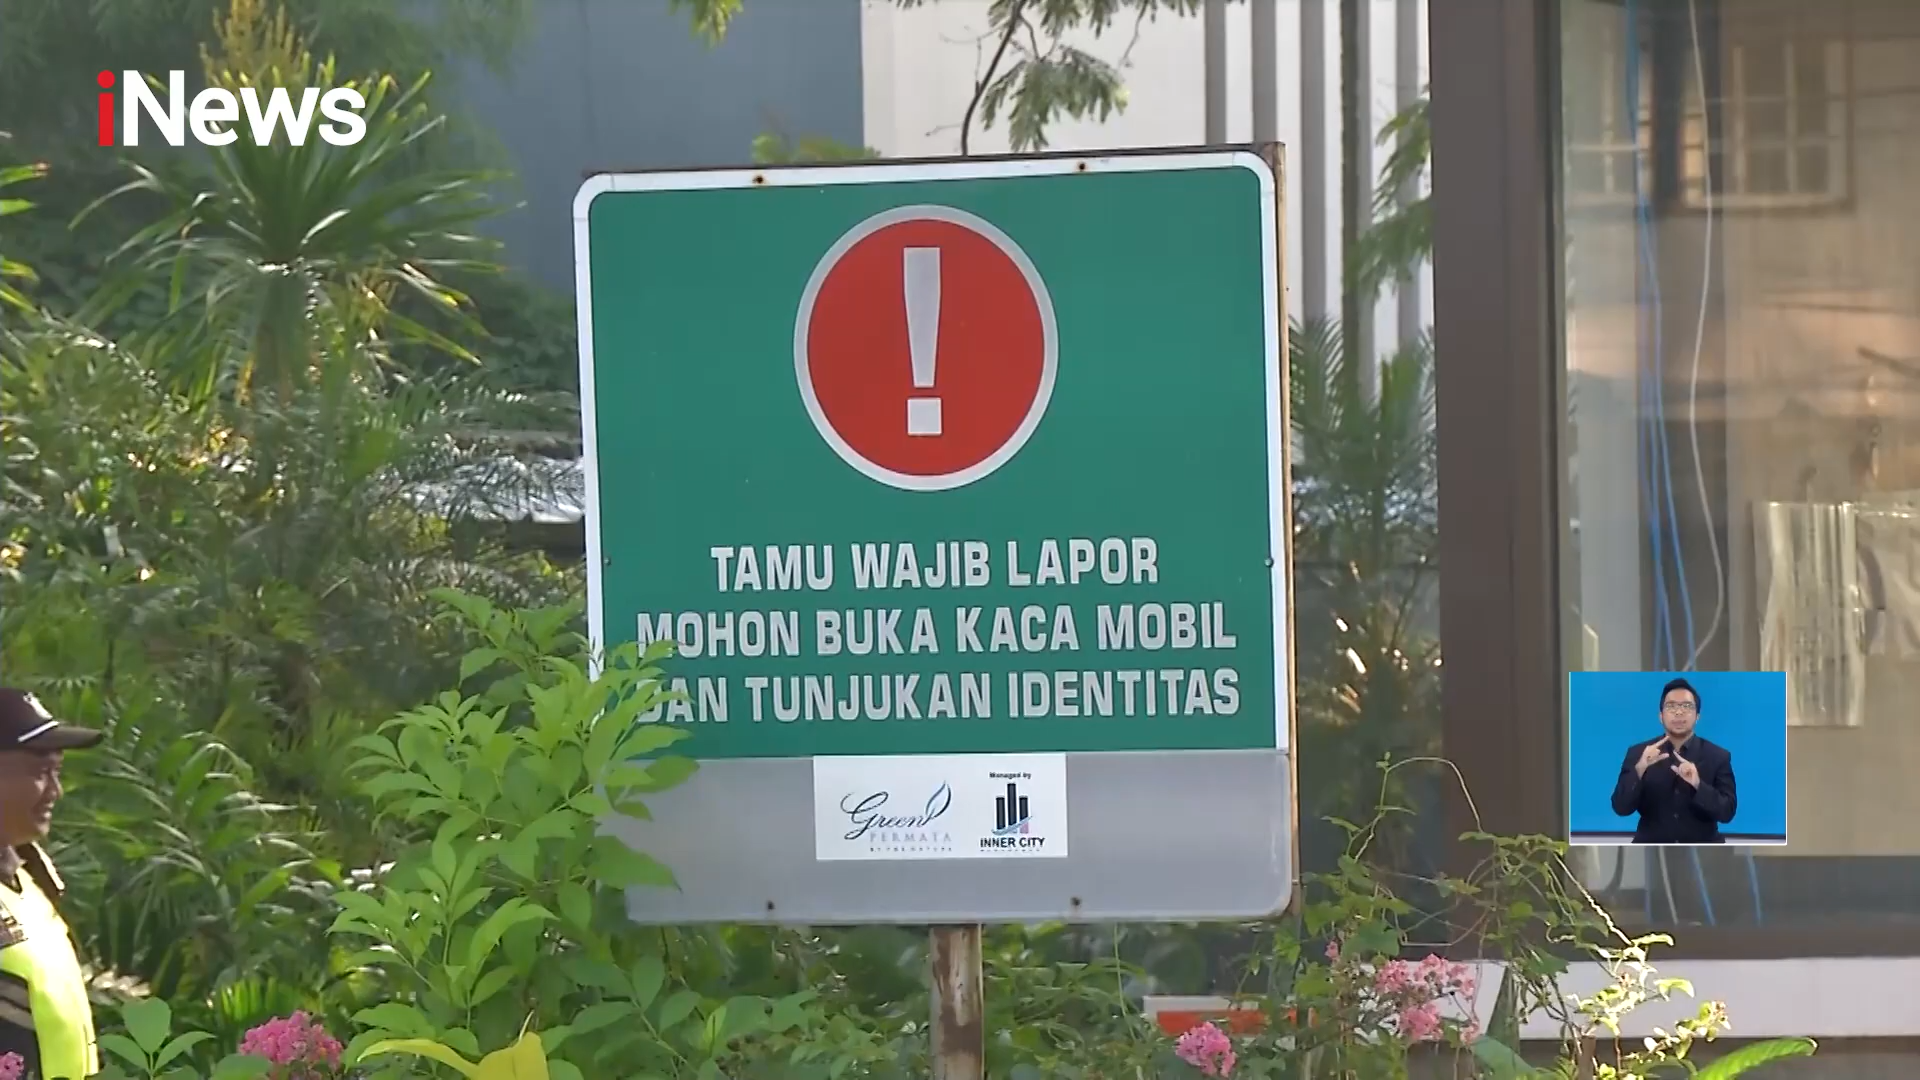 iNews
TAMU WAJIB LAPOR
MOHON BUKA KACA MOBIL
DAN TUNJUKAN IDENTITAS
Green
PERMATA
Managed by
INNER CITY